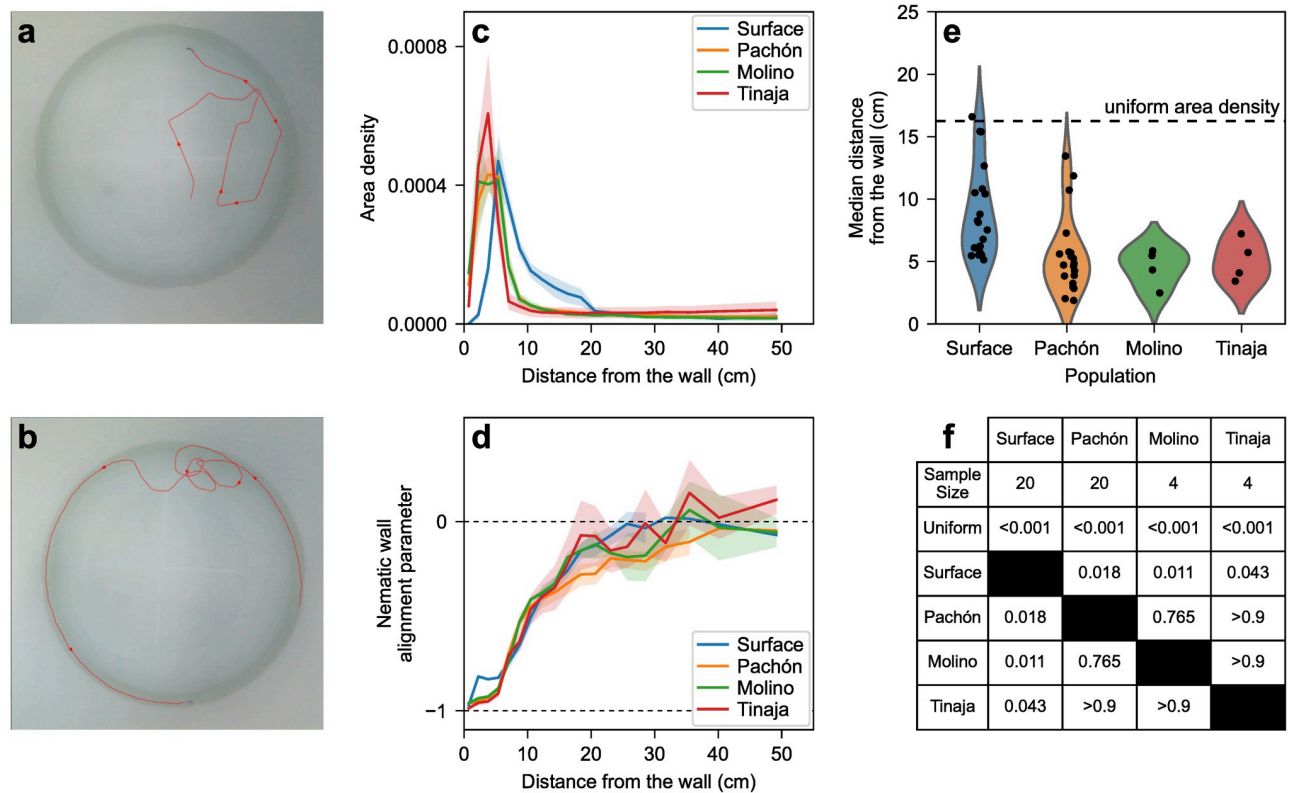 a
b
c
Area density
0.0008
0.0004
0.0000
Surface
Pachón
Molino
Tinaja
0 10 20 30 40 50
Distance from the wall (cm)
d
Nematic wall
alignment parameter
0
−1
Surface
Pachón
Molino
Tinaja
0 10 20 30 40 50
Distance from the wall (cm)
e
Median distance
from the wall (cm)
25
20
15
10
5
0
uniform area density
Surface Pachón Molino Tinaja
Population
f
Surface Pachón Molino Tinaja
Sample
Size
20 20 4 4
Uniform <0.001 <0.001 <0.001 <0.001
Surface 0.018 0.011 0.043
Pachón 0.018 0.765 >0.9
Molino 0.011 0.765 >0.9
Tinaja 0.043 >0.9 >0.9